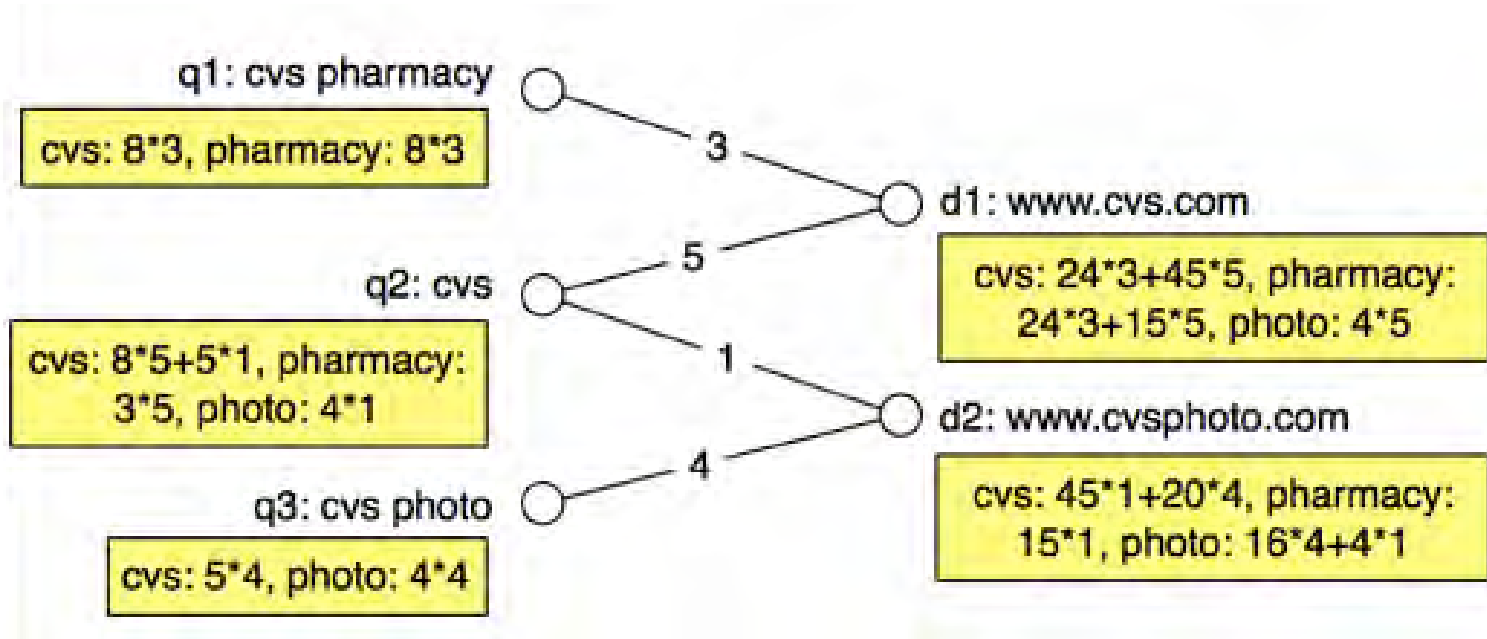 q1: cvs pharmacy
cvs: 8*3, pharmacy: 8*3
3
d1: www.cvs.com
cvs: 24*3+45*5, pharmacy:
24*3+15*5, photo: 4*5
5
q2: cvs
cvs: 8*5+5*1, pharmacy:
3*5, photo: 4*1
1
d2: www.cvsphoto.com
cvs: 45*1+20*4, pharmacy:
15*1, photo: 16*4+4*1
4
q3: cvs photo
cvs: 5*4, photo: 4*4